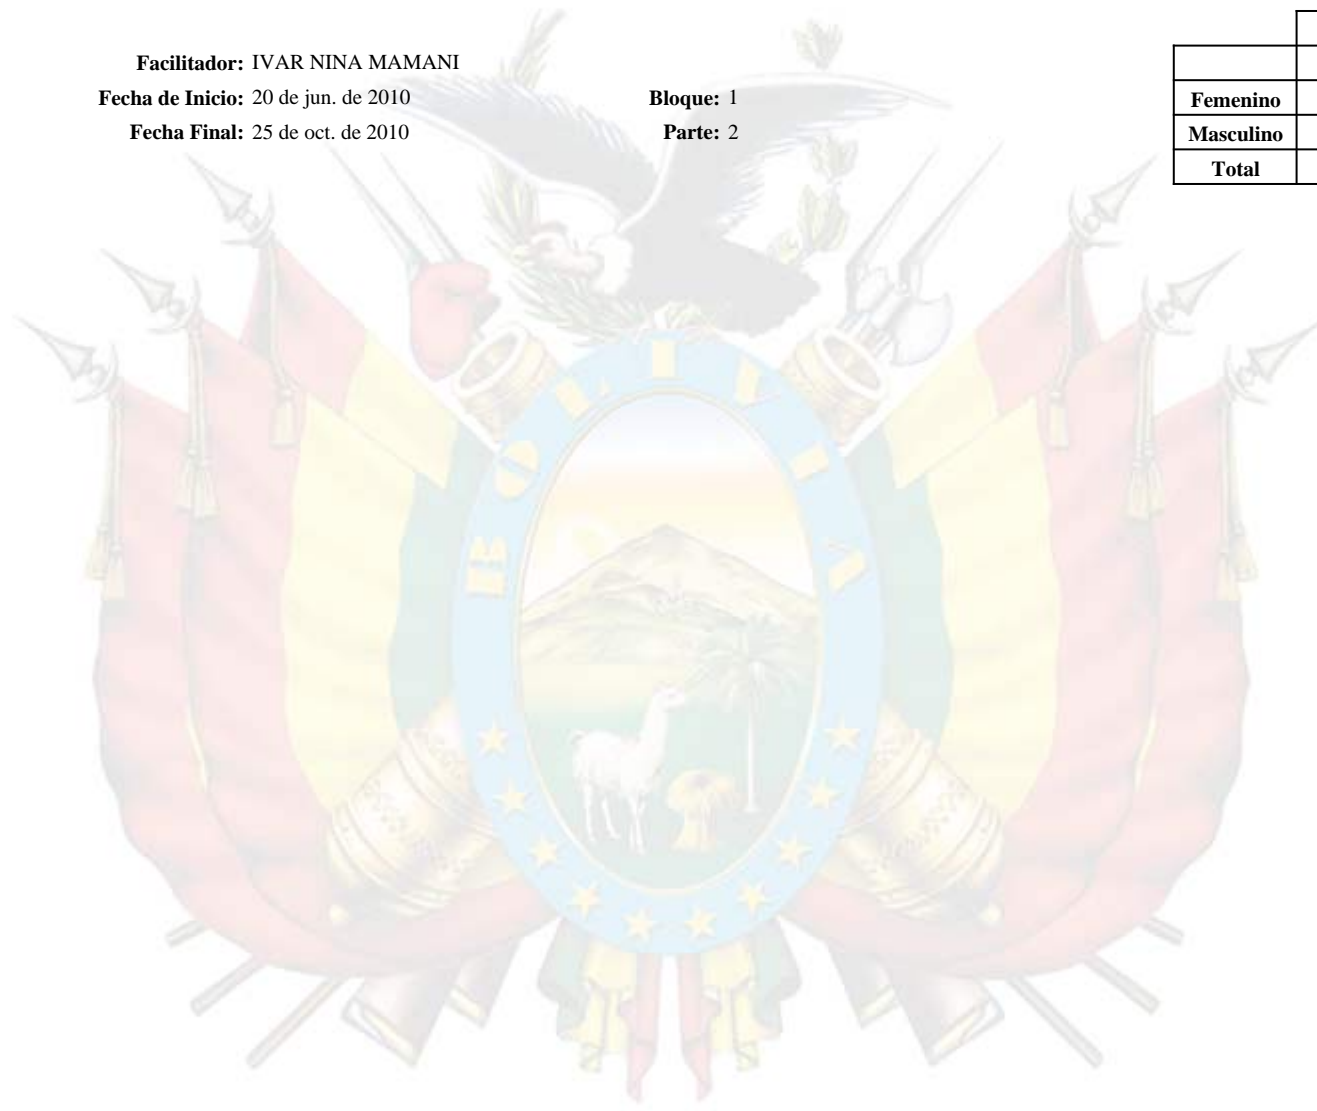 Facilitador: IVAR NINA MAMANI
Fecha de Inicio: 20 de jun. de 2010 Bloque: 1
Fecha Final: 25 de oct. de 2010 Parte: 2
Femenino
Masculino
Total
BOLIVIA